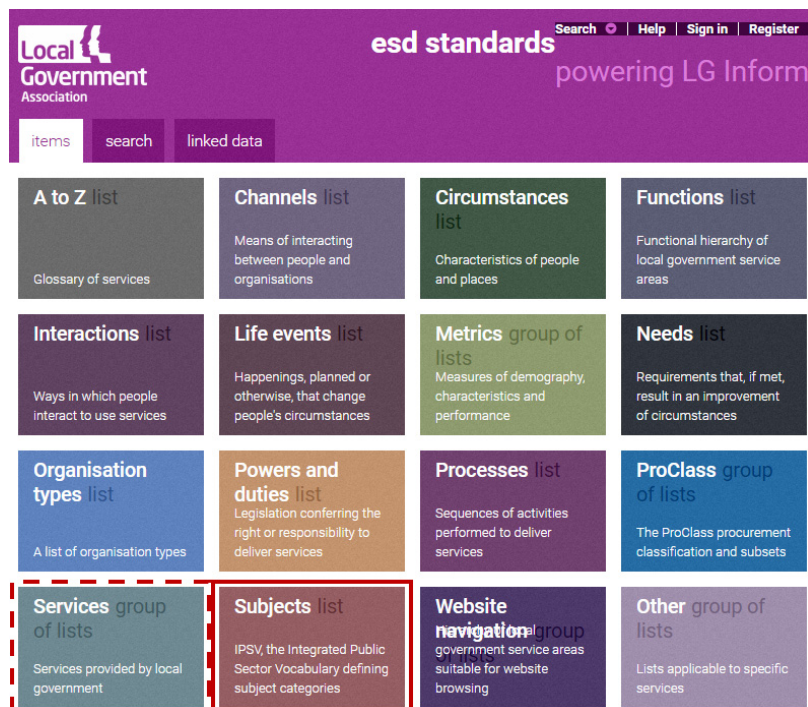 Local
Government
Association
esd standards
Search | Help | Sign in | Register
powering LG Inform
items
search
linked data
A to Z list
Glossary of services
Channels list
Means of interacting
between people and
organisations
Circumstances
list
Characteristics of people
and places
Functions list
Functional hierarchy of
local government service
areas
Interactions list
Ways in which people
interact to use services
Life events list
Happenings, planned or
otherwise, that change
people's circumstances
Metrics group of
lists
Measures of demography,
characteristics and
performance
Needs list
Requirements that, if met,
result in an improvement
of circumstances
Organisation
types list
A list of organisation types
Powers and
duties list
Legislation conferring the
right or responsibility to
deliver services
Processes list
Sequences of activities
performed to deliver
services
ProClass group
of lists
The ProClass procurement
classification and subsets
Services group
of lists
Services provided by local
government
Subjects list
IPSV, the Integrated Public
Sector Vocabulary defining
subject categories
Website
navigation group
of lists
government service areas
suitable for website
browsing
Other group of
lists
Lists applicable to specific
services